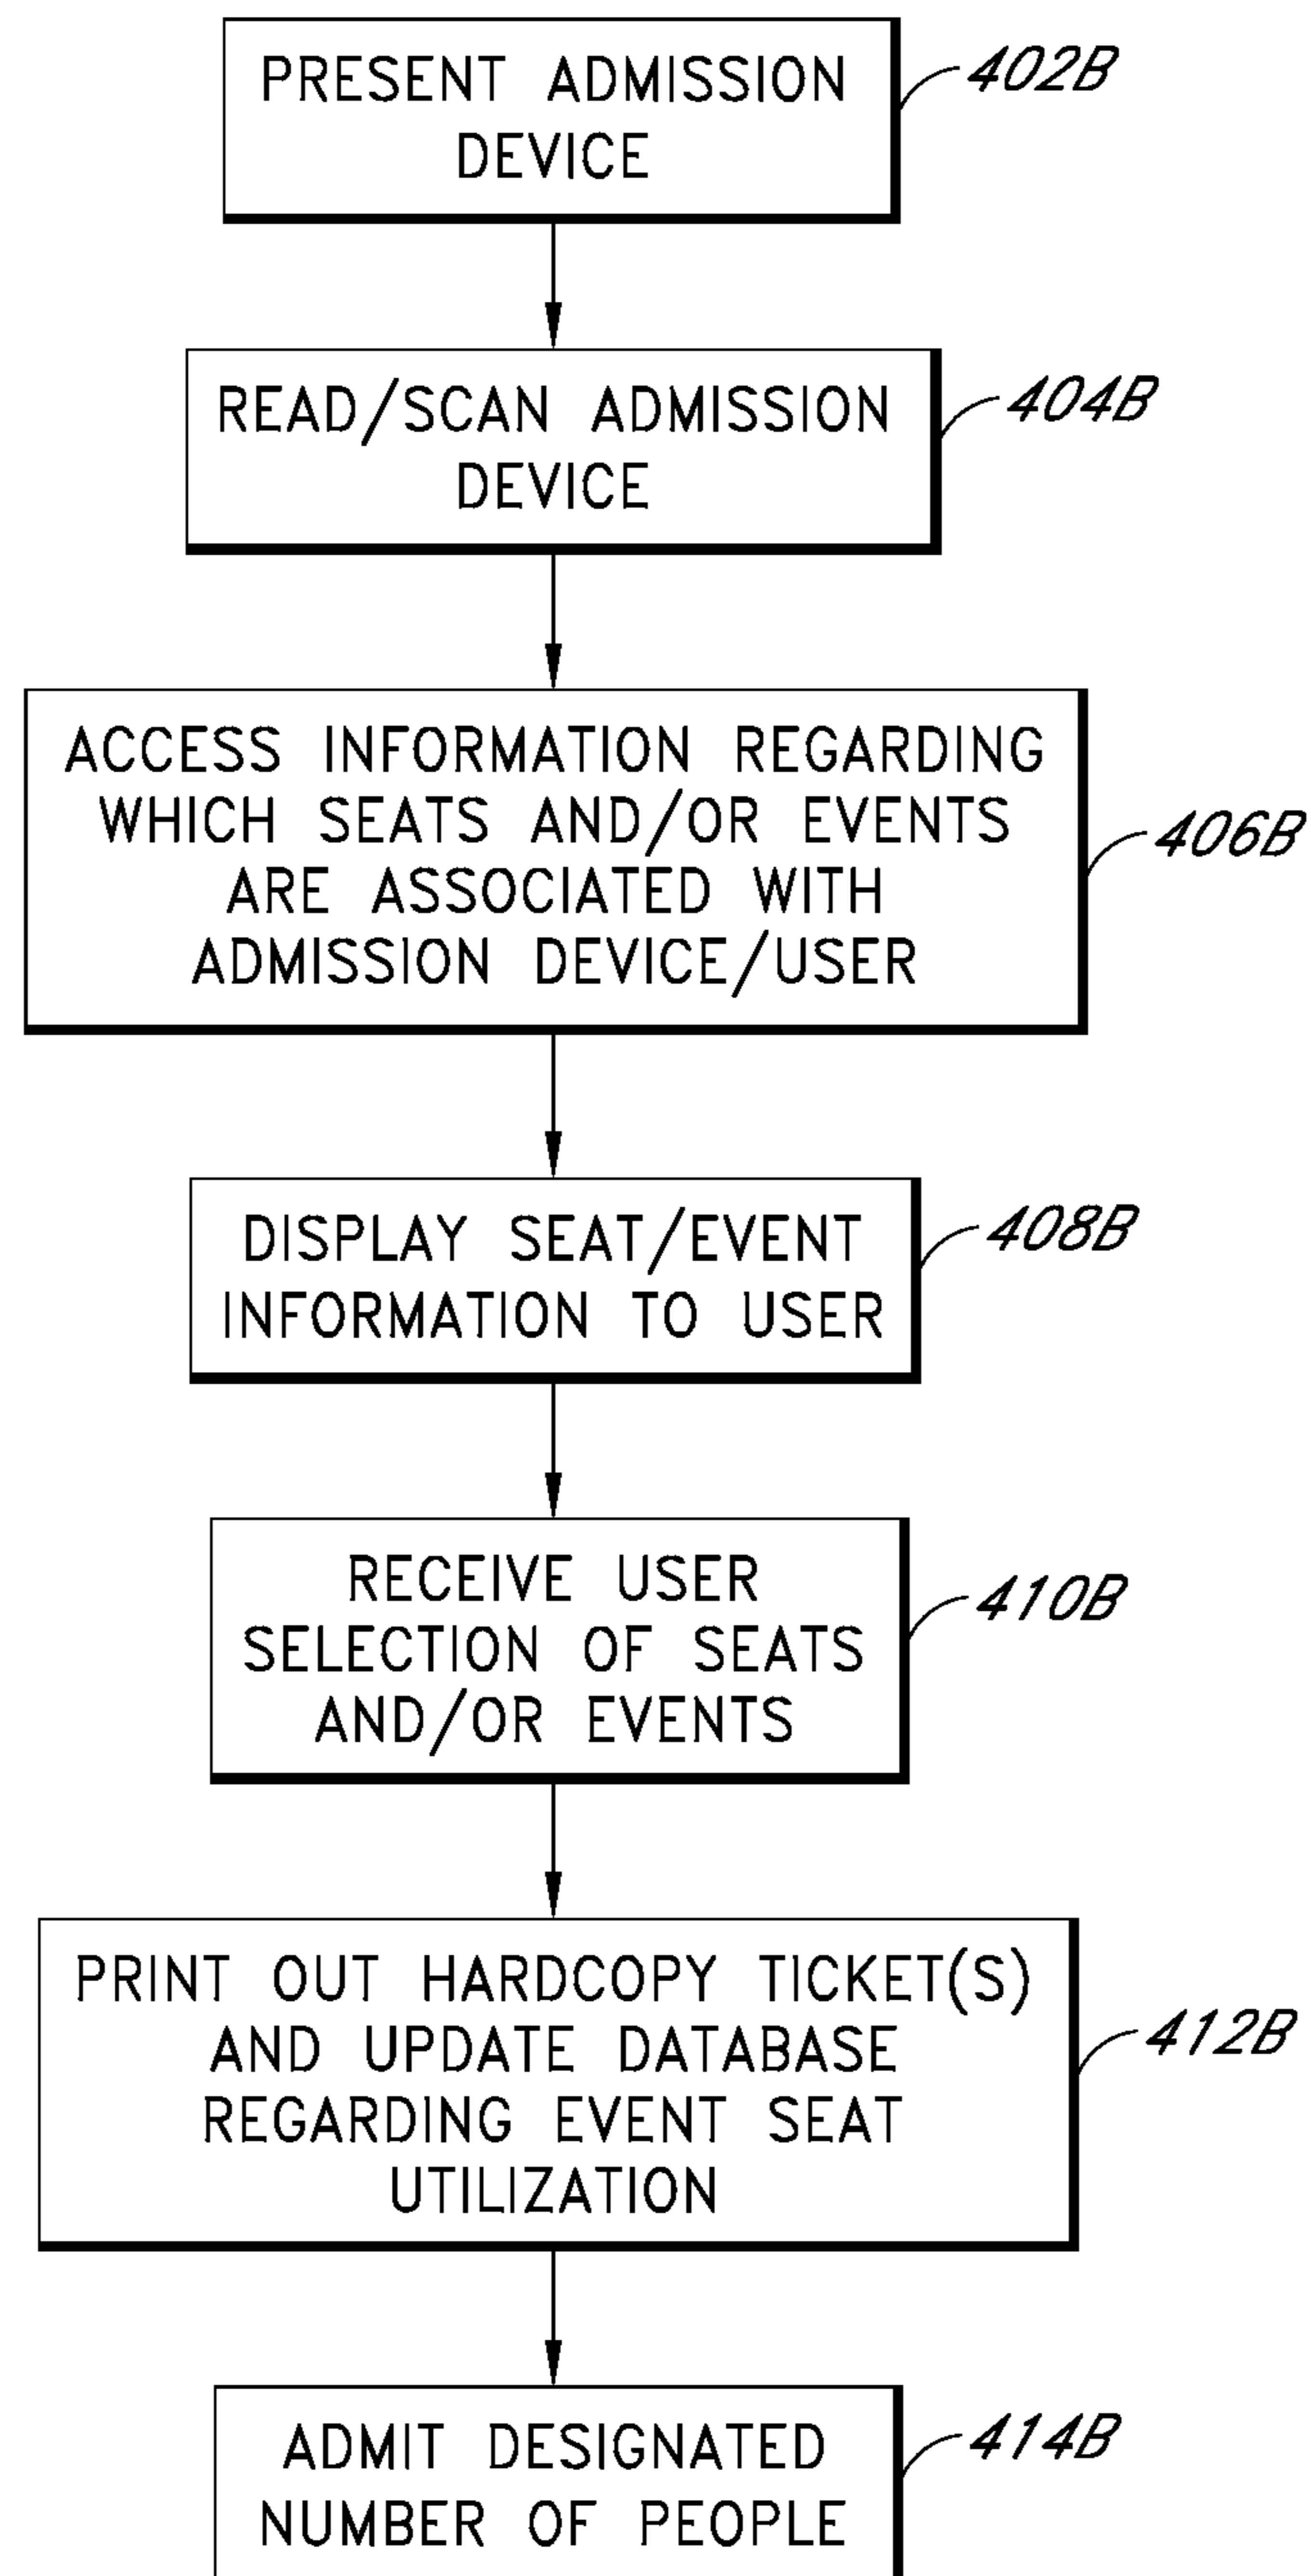 PRESENT ADMISSION
DEVICE
402B
READ/SCAN ADMISSION
DEVICE
404B
ACCESS INFORMATION REGARDING
WHICH SEATS AND/OR EVENTS
ARE ASSOCIATED WITH
ADMISSION DEVICE/USER
406B
DISPLAY SEAT/EVENT
INFORMATION TO USER
408B
RECEIVE USER
SELECTION OF SEATS
AND/OR EVENTS
410B
PRINT OUT HARDCOPY TICKET(S)
AND UPDATE DATABASE
REGARDING EVENT SEAT
UTILIZATION
412B
ADMIT DESIGNATED
NUMBER OF PEOPLE
414B